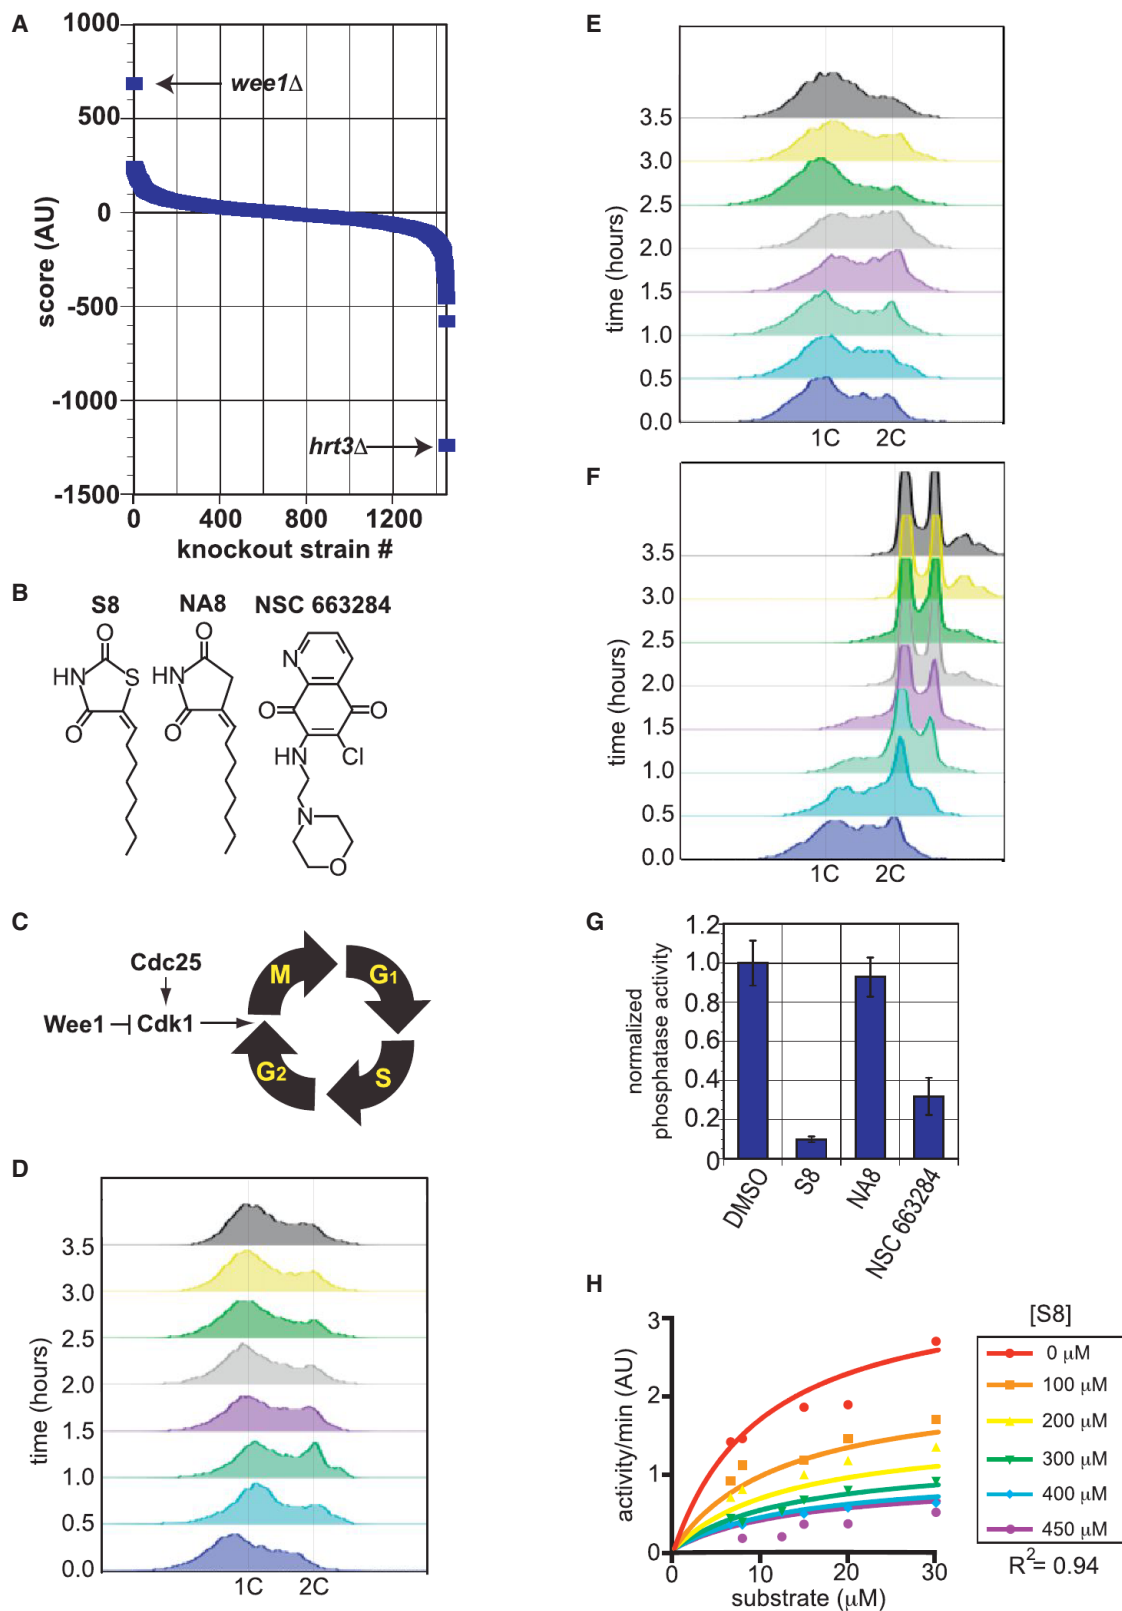 A
1000
500
0
-500
-1000
-1500
score (AU)
wee1Δ
hrt3Δ
0 400 800 1200
knockout strain #
B
S8 NA8 NSC 663284
O
HN
S
O
O
HN
O
N
O
O
HN
Cl
N
O
C
Cdc25
Wee1 Cdk1
M
G1
S
G2
D
time (hours)
3.5
3.0
2.5
2.0
1.5
1.0
0.5
0.0
1C 2C
E
time (hours)
3.5
3.0
2.5
2.0
1.5
1.0
0.5
0.0
1C 2C
F
time (hours)
3.5
3.0
2.5
2.0
1.5
1.0
0.5
0.0
1C 2C
G
normalized
phosphatase activity
1.2
1.0
0.8
0.6
0.4
0.2
0
DMSO
S8
NA8
NSC 663284
H
activity/min (AU)
3
2
1
0
0 10 20 30
substrate (μM)
[S8]
0 μM
100 μM
200 μM
300 μM
400 μM
450 μM
R²= 0.94